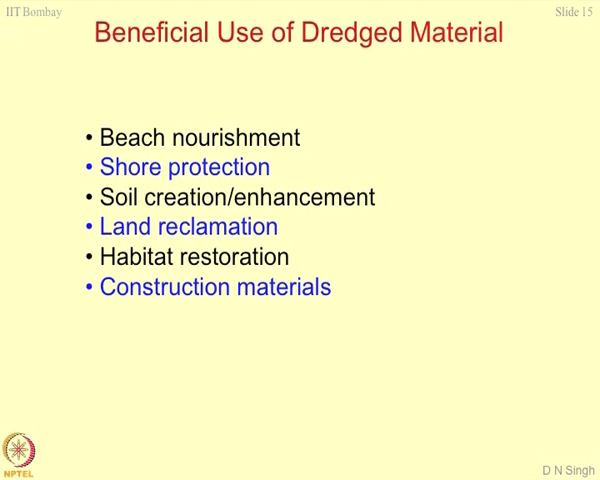 IIT Bombay
Slide 15
Beneficial Use of Dredged Material
• Beach nourishment
• Shore protection
• Soil creation/enhancement
• Land reclamation
• Habitat restoration
• Construction materials
NPTEL
D N Singh